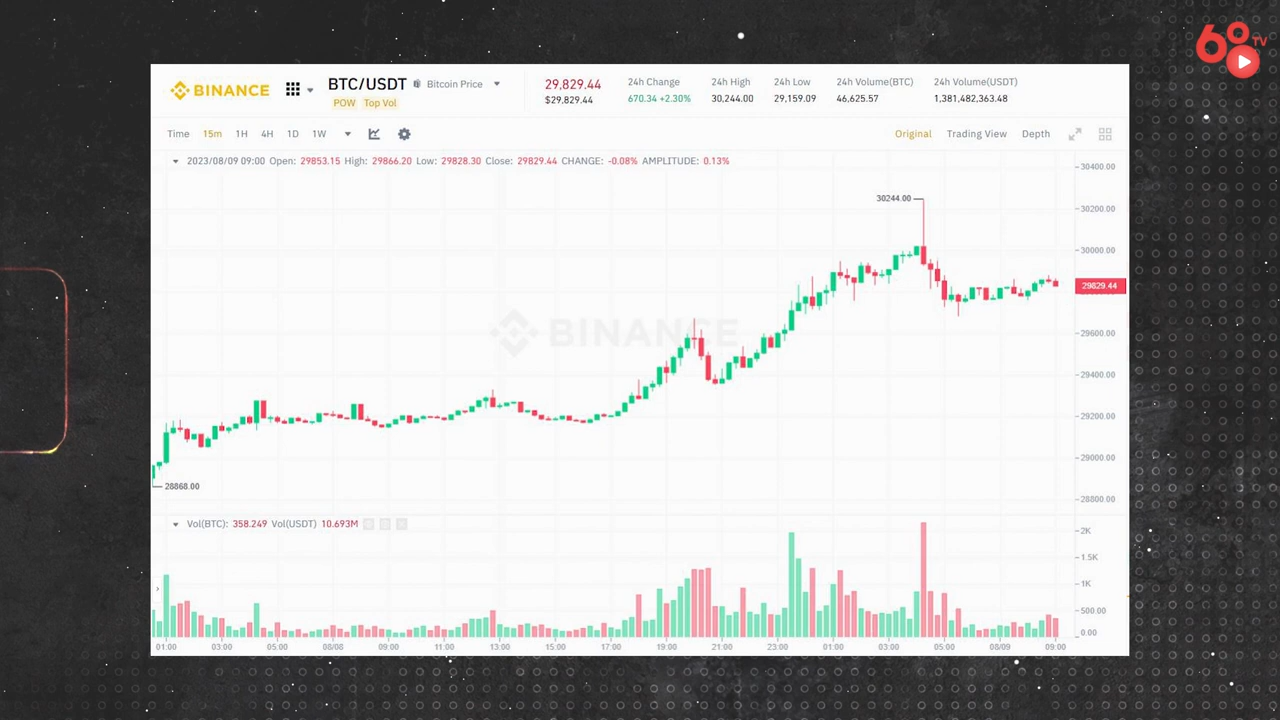 60 TV
BINANCE
BTC/USDT Bitcoin Price
POW Top Vol
29,829.44
$29,829.44
24h Change
670.34 +2.30%
24h High
30,244.00
24h Low
29,159.09
24h Volume(BTC)
46,625.57
24h Volume(USDT)
1,381,482,363.48
Time 15m 1H 4H 1D 1W
Original Trading View Depth
2023/08/09 09:00 Open: 29853.15 High: 29866.20 Low: 29828.30 Close: 29829.44 CHANGE: -0.08% AMPLITUDE: 0.13%
30400.00
30244.00
30200.00
30000.00
29829.44
BINANCE
29600.00
29400.00
29200.00
29000.00
28868.00
28800.00
Vol(BTC): 358.249 Vol(USDT) 10.693M
2K
1.5K
1K
500.00
0.00
01:00 03:00 05:00 08/08 09:00 11:00 13:00 15:00 17:00 19:00 21:00 23:00 01:00 03:00 05:00 08/09 09:00